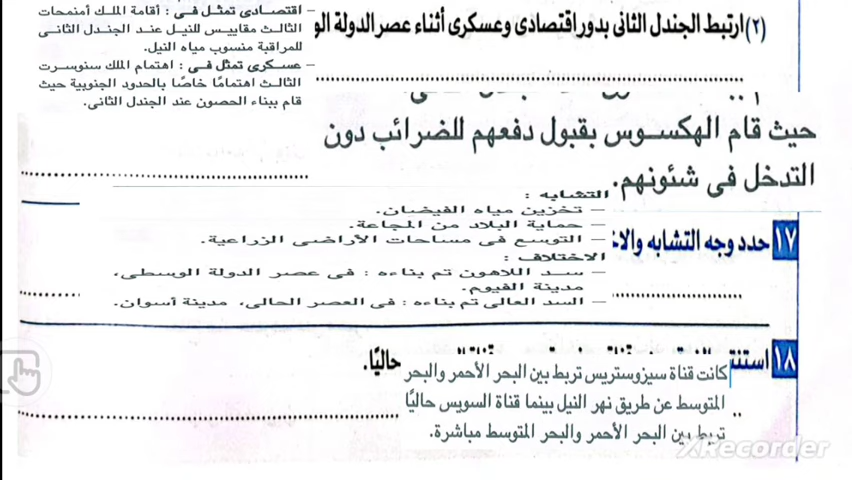 (٢) ارتبط الجندل الثانى بدور اقتصادى وعسكرى أثناء عصر الدولة الو
– اقتصادى تمثل فى : أقامة الملك أمنمحات
الثالث مقاييس للنيل عند الجندل الثانى
للمراقبة منسوب مياه النيل.
– عسكرى تمثل فى : اهتمام الملك سنوسرت
الثالث اهتمامًا خاصًا بالحدود الجنوبية حيث
قام ببناء الحصون عند الجندل الثانى.
حيث قام الهكسوس بقبول دفعهم للضرائب دون
التدخل فى شئونهم.
التشابه :
– تخزين مياه الفيضان.
– حماية البلاد من المجاعة.
– التوسع فى مساحات الأراضى الزراعية.
١٧ حدد وجه التشابه والاخ
الاختلاف :
– سد اللاهون تم بناءه : فى عصر الدولة الوسطى،
مدينة الفيوم.
– السد العالى تم بناءه : فى العصر الحالى، مدينة أسوان.
١٨ حاليًا.
كانت قناة سيزوستريس تربط بين البحر الأحمر والبحر
المتوسط عن طريق نهر النيل بينما قناة السويس حاليًا
تربط بين البحر الأحمر والبحر المتوسط مباشرة.
XRecorder